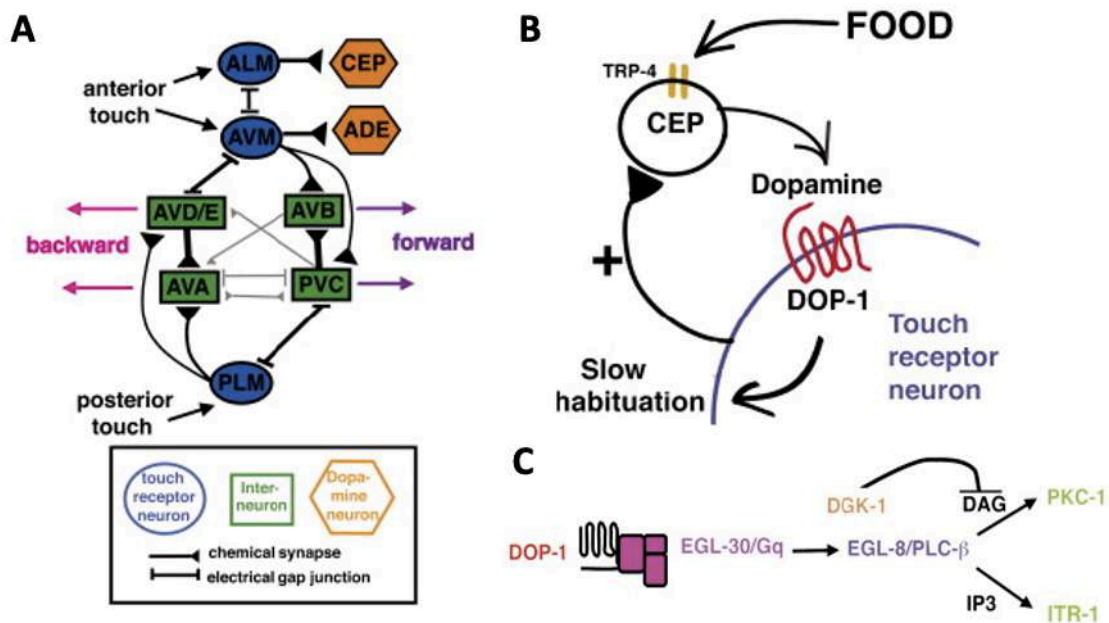 A
ALM
CEP
anterior
touch
AVM
ADE
AVD/E
AVB
backward
forward
AVA
PVC
PLM
posterior
touch
touch
receptor
neuron
Inter-
neuron
Dopa-
mine
neuron
chemical synapse
electrical gap junction
B
FOOD
TRP-4
CEP
Dopamine
+
DOP-1
Slow
habituation
Touch
receptor
neuron
C
DGK-1
DAG
PKC-1
DOP-1
EGL-30/Gq
EGL-8/PLC-β
IP3
ITR-1